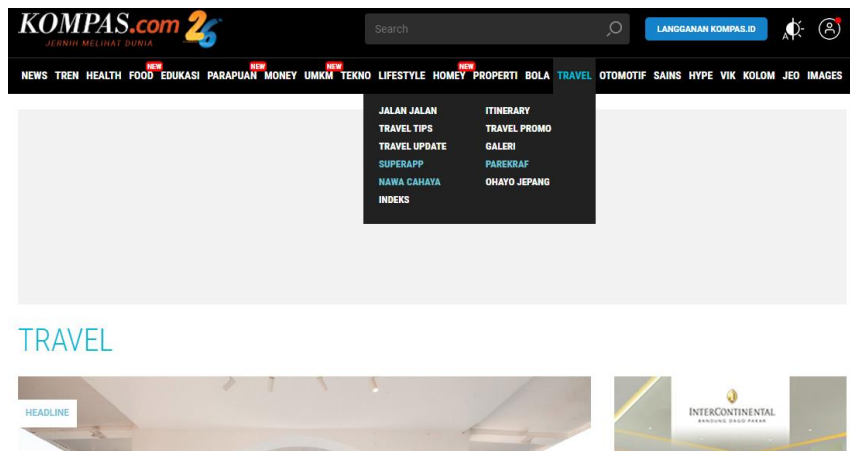 KOMPAS.com 26
JERNIH MELIHAT DUNIA
Search
LANGGANAN KOMPAS.ID
A
NEWS TREN HEALTH FOOD NEW EDUKASI PARAPUAN NEW MONEY UMKM NEW TEKNO LIFESTYLE HOMEY NEW PROPERTI BOLA TRAVEL OTOMOTIF SAINS HYPE VIK KOLOM JEO IMAGES
JALAN JALAN ITINERARY
TRAVEL TIPS TRAVEL PROMO
TRAVEL UPDATE GALERI
SUPERAPP PAREKRAF
NAWA CAHAYA OHAYO JEPANG
INDEKS
TRAVEL
HEADLINE
INTERCONTINENTAL
BANDUNG DAGO PAKAR